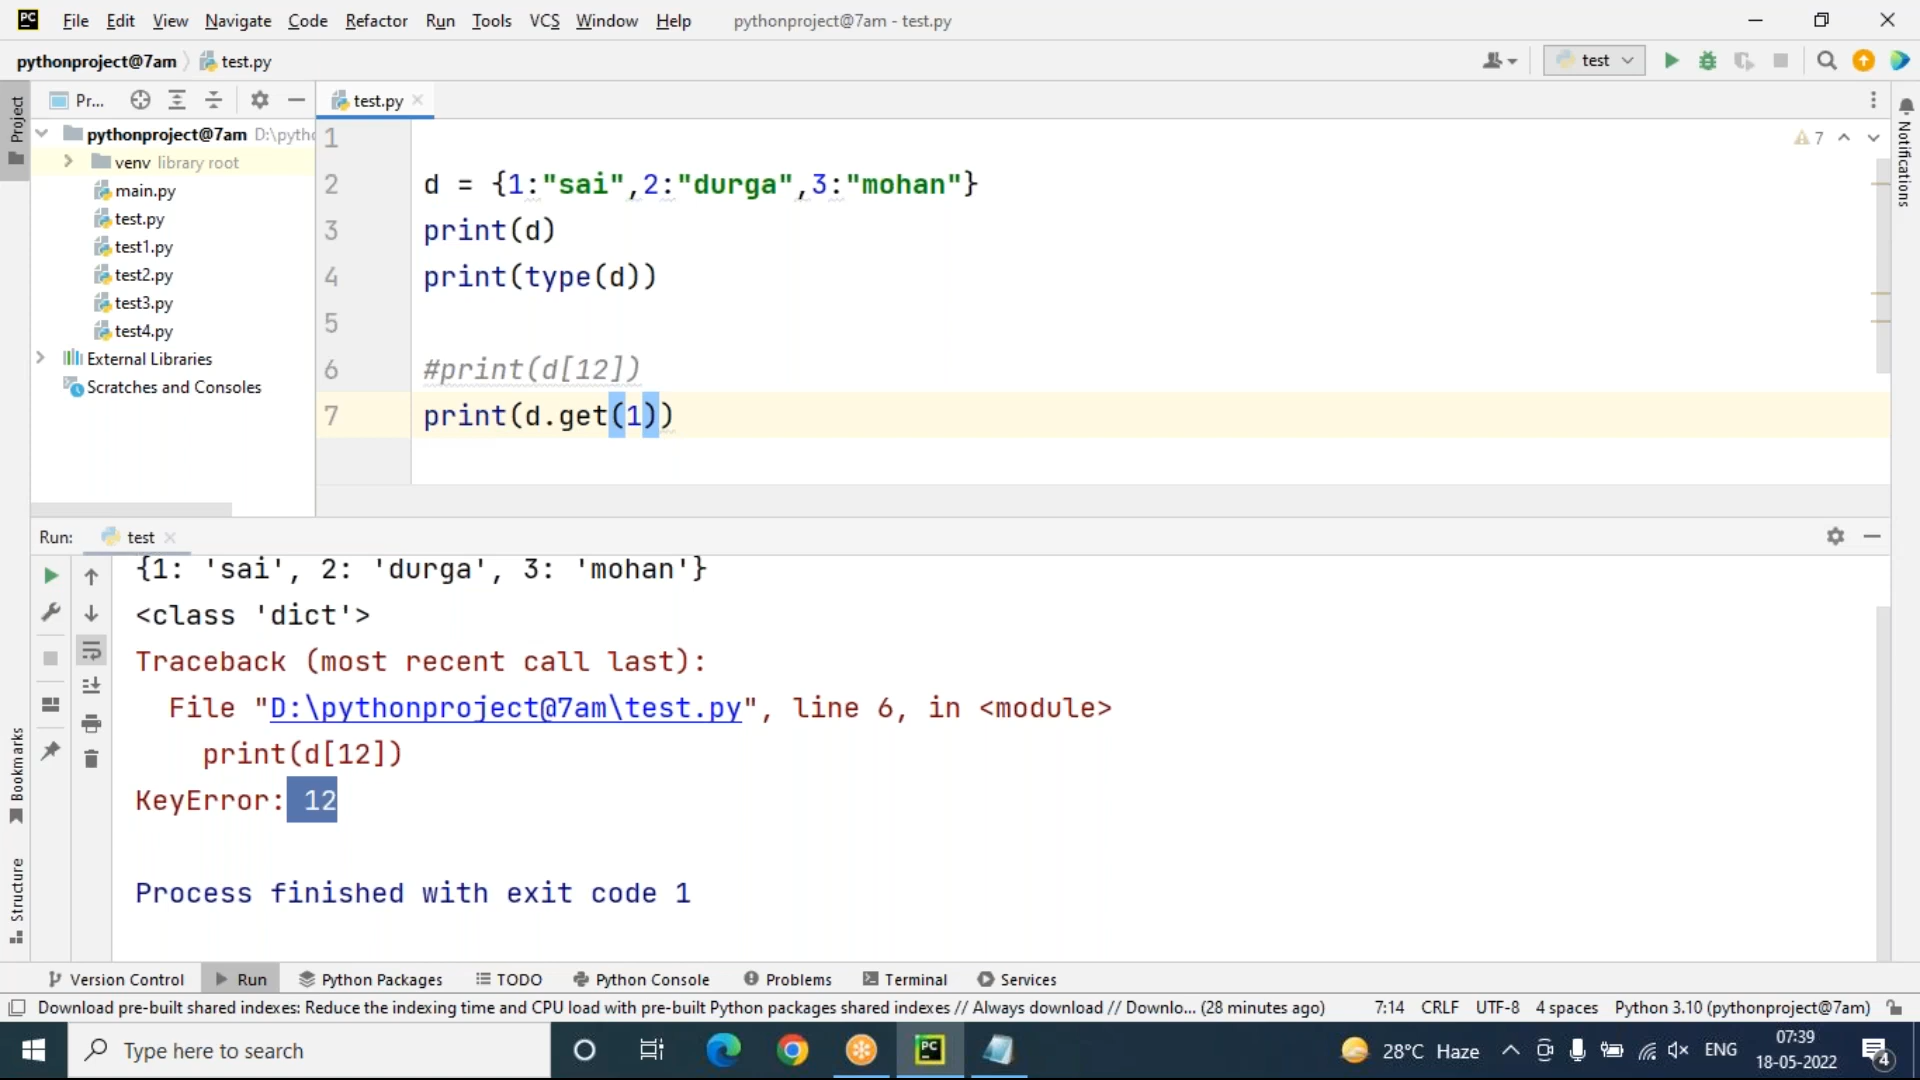 PC File Edit View Navigate Code Refactor Run Tools VCS Window Help pythonproject@7am - test.py
pythonproject@7am test.py test
Project Pr... test.py
pythonproject@7am D:\pytho
venv library root
main.py
test.py
test1.py
test2.py
test3.py
test4.py
External Libraries
Scratches and Consoles
1
2 d = {1:"sai",2:"durga",3:"mohan"}
3 print(d)
4 print(type(d))
5
6 #print(d[12])
7 print(d.get(1))
7
Notifications
Run: test
{1: 'sai', 2: 'durga', 3: 'mohan'}
<class 'dict'>
Traceback (most recent call last):
File "D:\pythonproject@7am\test.py", line 6, in <module>
print(d[12])
KeyError: 12
Process finished with exit code 1
Bookmarks
Structure
Version Control Run Python Packages TODO Python Console Problems Terminal Services
Download pre-built shared indexes: Reduce the indexing time and CPU load with pre-built Python packages shared indexes // Always download // Downlo... (28 minutes ago) 7:14 CRLF UTF-8 4 spaces Python 3.10 (pythonproject@7am)
Type here to search PC 28°C Haze ENG 07:39
18-05-2022 4